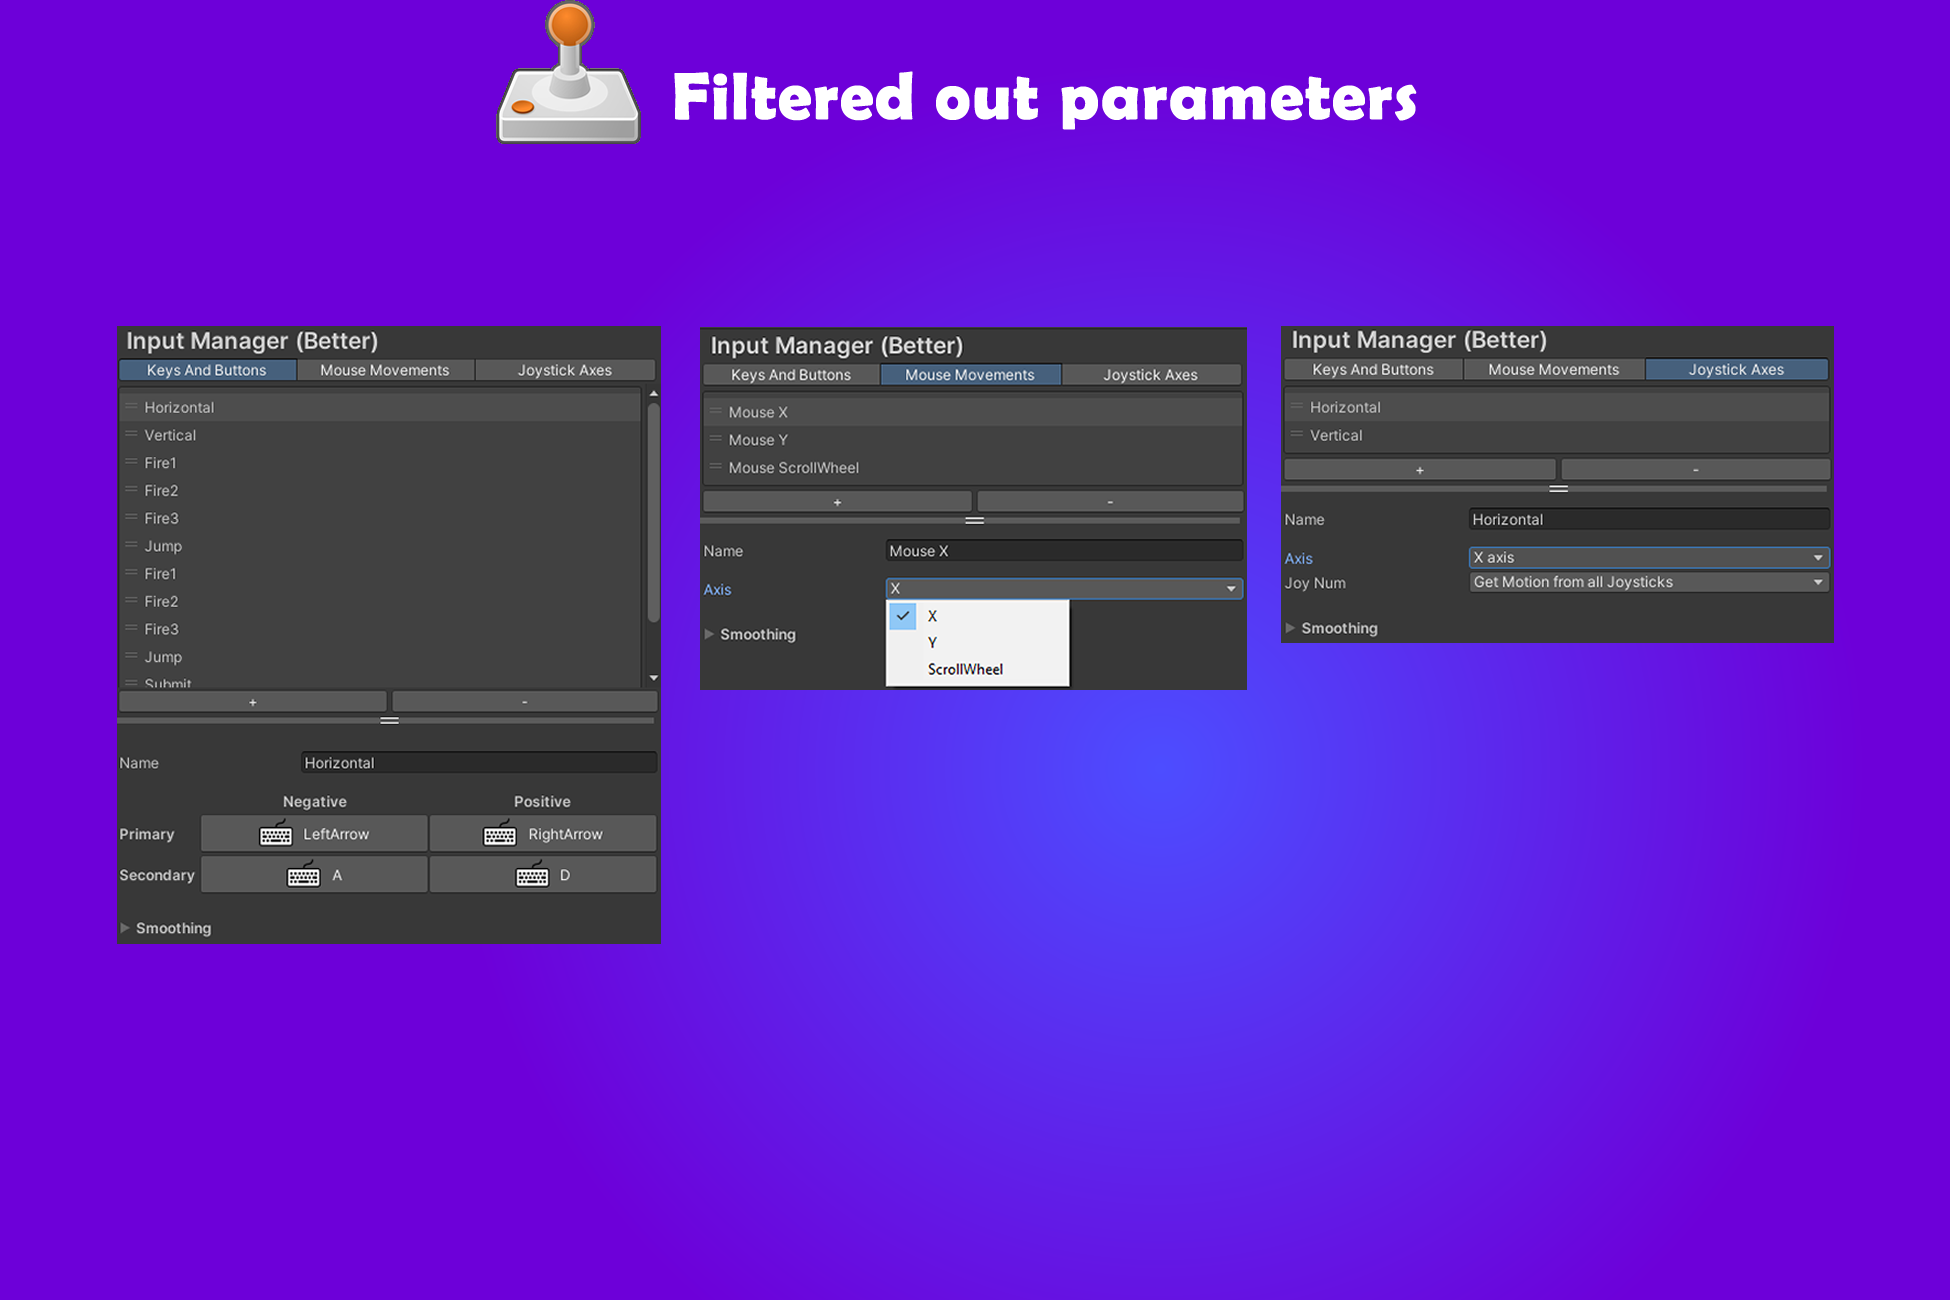 Filtered out parameters
Input Manager (Better)
Keys And Buttons Mouse Movements Joystick Axes
Horizontal
Vertical
Fire1
Fire2
Fire3
Jump
Fire1
Fire2
Fire3
Jump
Submit
+ -
Name Horizontal
Negative Positive
Primary LeftArrow RightArrow
Secondary A D
Smoothing
Input Manager (Better)
Keys And Buttons Mouse Movements Joystick Axes
Mouse X
Mouse Y
Mouse ScrollWheel
+ -
Name Mouse X
Axis X
X
Y
ScrollWheel
Smoothing
Input Manager (Better)
Keys And Buttons Mouse Movements Joystick Axes
Horizontal
Vertical
+ -
Name Horizontal
Axis X axis
Joy Num Get Motion from all Joysticks
Smoothing